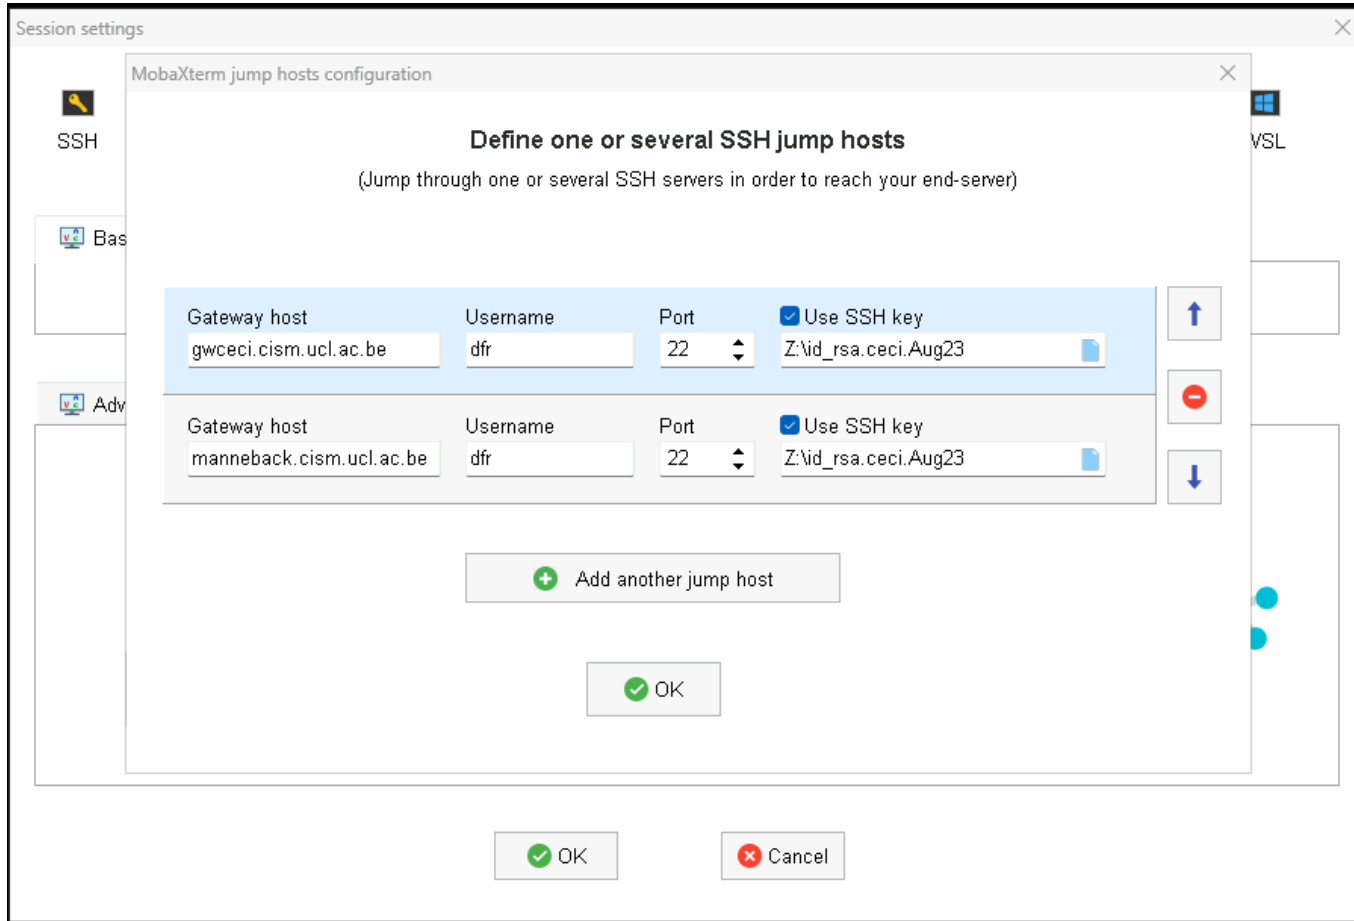 Session settings
MobaXterm jump hosts configuration
SSH
Define one or several SSH jump hosts
VSL
(Jump through one or several SSH servers in order to reach your end-server)
Bas
Gateway host Username Port Use SSH key
gwceci.cism.ucl.ac.be dfr 22 Z:\id_rsa.ceci.Aug23
Adv
Gateway host Username Port Use SSH key
manneback.cism.ucl.ac.be dfr 22 Z:\id_rsa.ceci.Aug23
Add another jump host
OK
OK Cancel